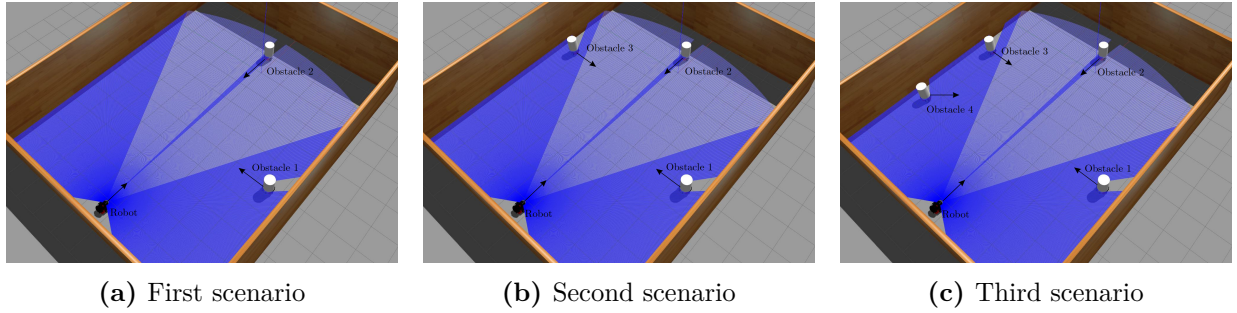 Obstacle 2
Obstacle 1
Robot
Obstacle 3
Obstacle 2
Obstacle 1
Robot
Obstacle 3
Obstacle 2
Obstacle 4
Obstacle 1
Robot
(a) First scenario
(b) Second scenario
(c) Third scenario